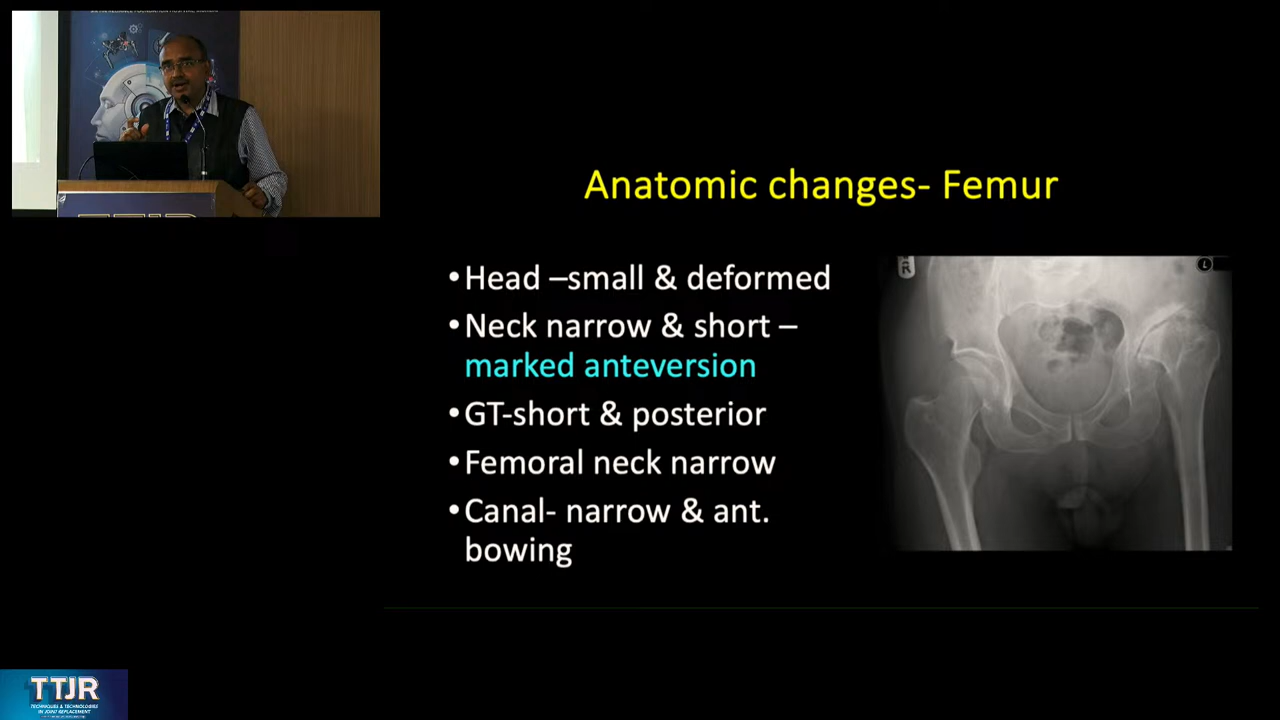 Anatomic changes- Femur
•Head –small & deformed
•Neck narrow & short –
marked anteversion
•GT-short & posterior
•Femoral neck narrow
•Canal- narrow & ant.
bowing
R
L
TTJR
TECHNIQUES & TECHNOLOGIES
IN JOINT REPLACEMENT